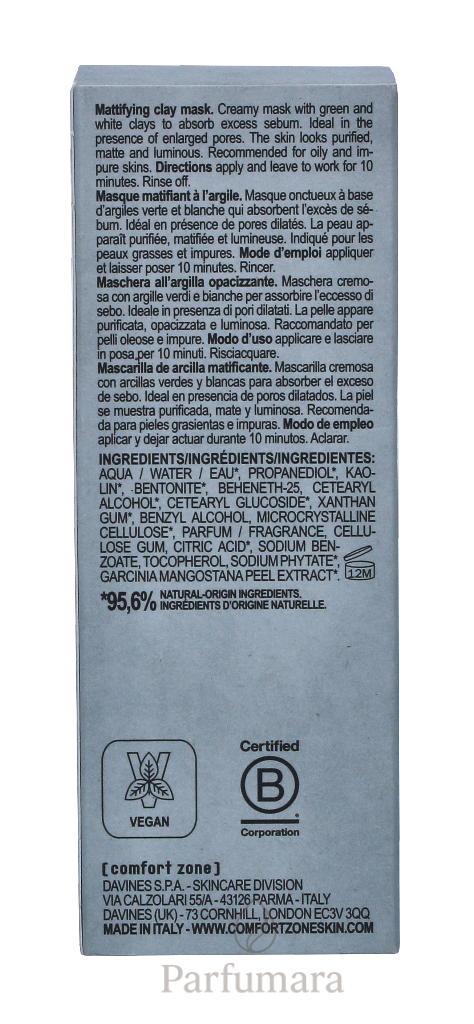 Mattifying clay mask. Creamy mask with green and
white clays to absorb excess sebum. Ideal in the
presence of enlarged pores. The skin looks purified,
matte and luminous. Recommended for oily and im-
pure skins. Directions apply and leave to work for 10
minutes. Rinse off.
Masque matifiant à l'argile. Masque onctueux à base
d'argiles verte et blanche qui absorbent l'excès de sé-
bum. Idéal en présence de pores dilatés. La peau ap-
paraît purifiée, matifiée et lumineuse. Indiqué pour les
peaux grasses et impures. Mode d'emploi appliquer
et laisser poser 10 minutes. Rincer.
Maschera all'argilla opacizzante. Maschera cremo-
sa con argille verdi e bianche per assorbire l'eccesso di
sebo. Ideale in presenza di pori dilatati. La pelle appare
purificata, opacizzata e luminosa. Raccomandato per
pelli oleose e impure. Modo d'uso applicare e lasciare
in posa per 10 minuti. Risciacquare.
Mascarilla de arcilla matificante. Mascarilla cremosa
con arcillas verdes y blancas para absorber el exceso
de sebo. Ideal en presencia de poros dilatados. La piel
se muestra purificada, mate y luminosa. Recomenda-
da para pieles grasientas e impuras. Modo de empleo
aplicar y dejar actuar durante 10 minutos. Aclarar.
INGREDIENTS/INGRÉDIENTS/INGREDIENTES:
AQUA / WATER / EAU*, PROPANEDIOL*, KAO-
LIN*, BENTONITE*, BEHENETH-25, CETEARYL
ALCOHOL*, CETEARYL GLUCOSIDE*, XANTHAN
GUM*, BENZYL ALCOHOL, MICROCRYSTALLINE
CELLULOSE*, PARFUM / FRAGRANCE, CELLU-
LOSE GUM, CITRIC ACID*, SODIUM BEN-
ZOATE, TOCOPHEROL, SODIUM PHYTATE*,
GARCINIA MANGOSTANA PEEL EXTRACT*.
12M
*95,6% NATURAL-ORIGIN INGREDIENTS.
INGRÉDIENTS D'ORIGINE NATURELLE.
VEGAN
Certified
B
Corporation
[comfort zone]
DAVINES S.P.A. - SKINCARE DIVISION
VIA CALZOLARI 55/A - 43126 PARMA - ITALY
DAVINES (UK) - 73 CORNHILL, LONDON EC3V 3QQ
MADE IN ITALY - WWW.COMFORTZONESKIN.COM
Parfumara